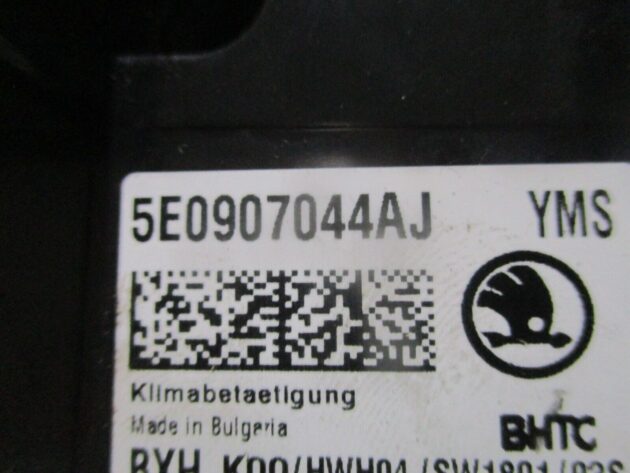 5E0907044AJ YMS
Klimabetaetigung
Made in Bulgaria
BHTC